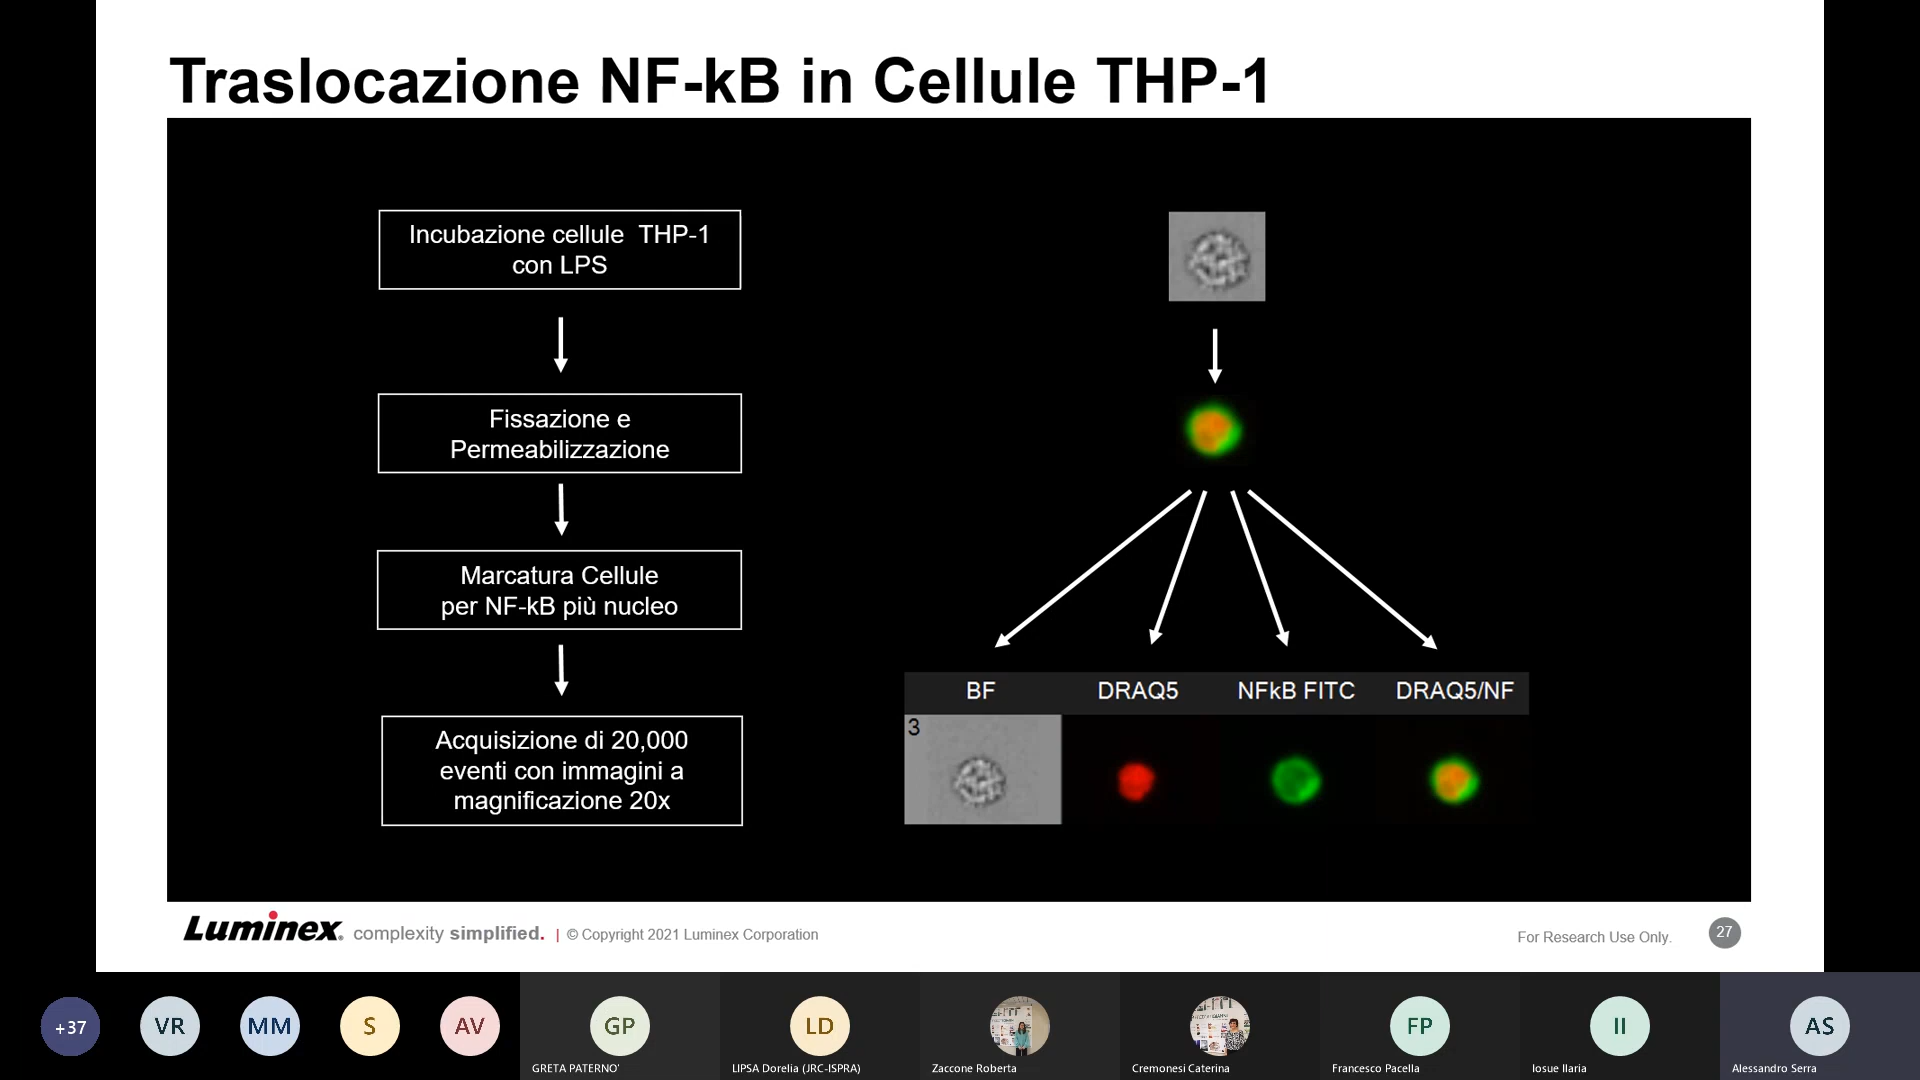 Traslocazione NF-kB in Cellule THP-1
Incubazione cellule THP-1
con LPS
Fissazione e
Permeabilizzazione
Marcatura Cellule
per NF-kB più nucleo
Acquisizione di 20,000
eventi con immagini a
magnificazione 20x
BF DRAQ5 NFkB FITC DRAQ5/NF
3
Luminex. complexity simplified. | © Copyright 2021 Luminex Corporation
For Research Use Only. 27
+37 VR MM S AV GP LD FP II AS
GRETA PATERNO' LIPSA Dorelia (JRC-ISPRA) Zaccone Roberta Cremonesi Caterina Francesco Pacella Iosue Ilaria Alessandro Serra